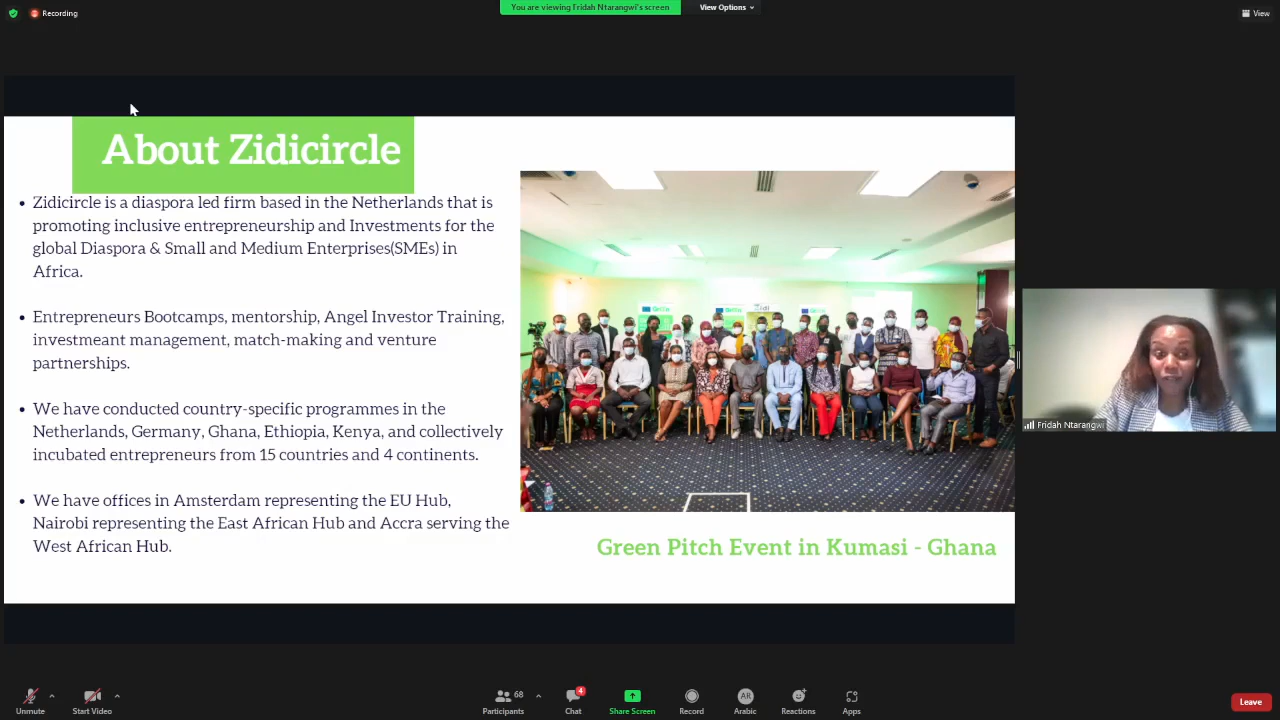 Recording
You are viewing Fridah Ntarangwi's screen
View Options
View
About Zidicircle
• Zidicircle is a diaspora led firm based in the Netherlands that is
promoting inclusive entrepreneurship and Investments for the
global Diaspora & Small and Medium Enterprises(SMEs) in
Africa.
• Entrepreneurs Bootcamps, mentorship, Angel Investor Training,
investmeant management, match-making and venture
partnerships.
• We have conducted country-specific programmes in the
Netherlands, Germany, Ghana, Ethiopia, Kenya, and collectively
incubated entrepreneurs from 15 countries and 4 continents.
• We have offices in Amsterdam representing the EU Hub,
Nairobi representing the East African Hub and Accra serving the
West African Hub.
Green Pitch Event in Kumasi - Ghana
Fridah Ntarangwi
Unmute
Start Video
68
Participants
4
Chat
Share Screen
Record
AR
Arabic
Reactions
Apps
Leave